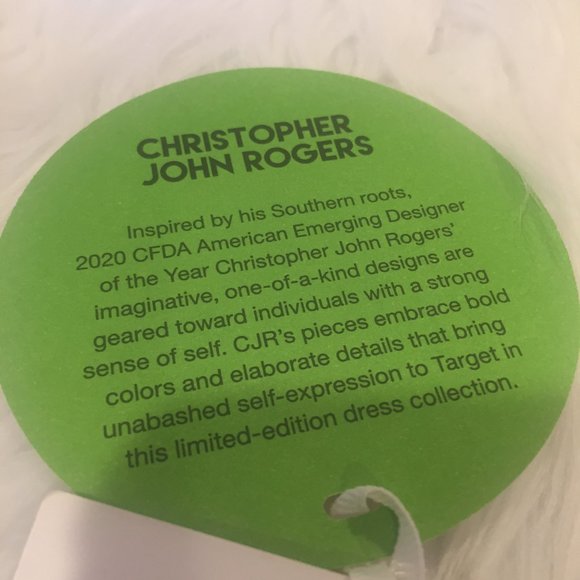 CHRISTOPHER
JOHN ROGERS
Inspired by his Southern roots,
2020 CFDA American Emerging Designer
of the Year Christopher John Rogers'
imaginative, one-of-a-kind designs are
geared toward individuals with a strong
sense of self. CJR's pieces embrace bold
colors and elaborate details that bring
unabashed self-expression to Target in
this limited-edition dress collection.